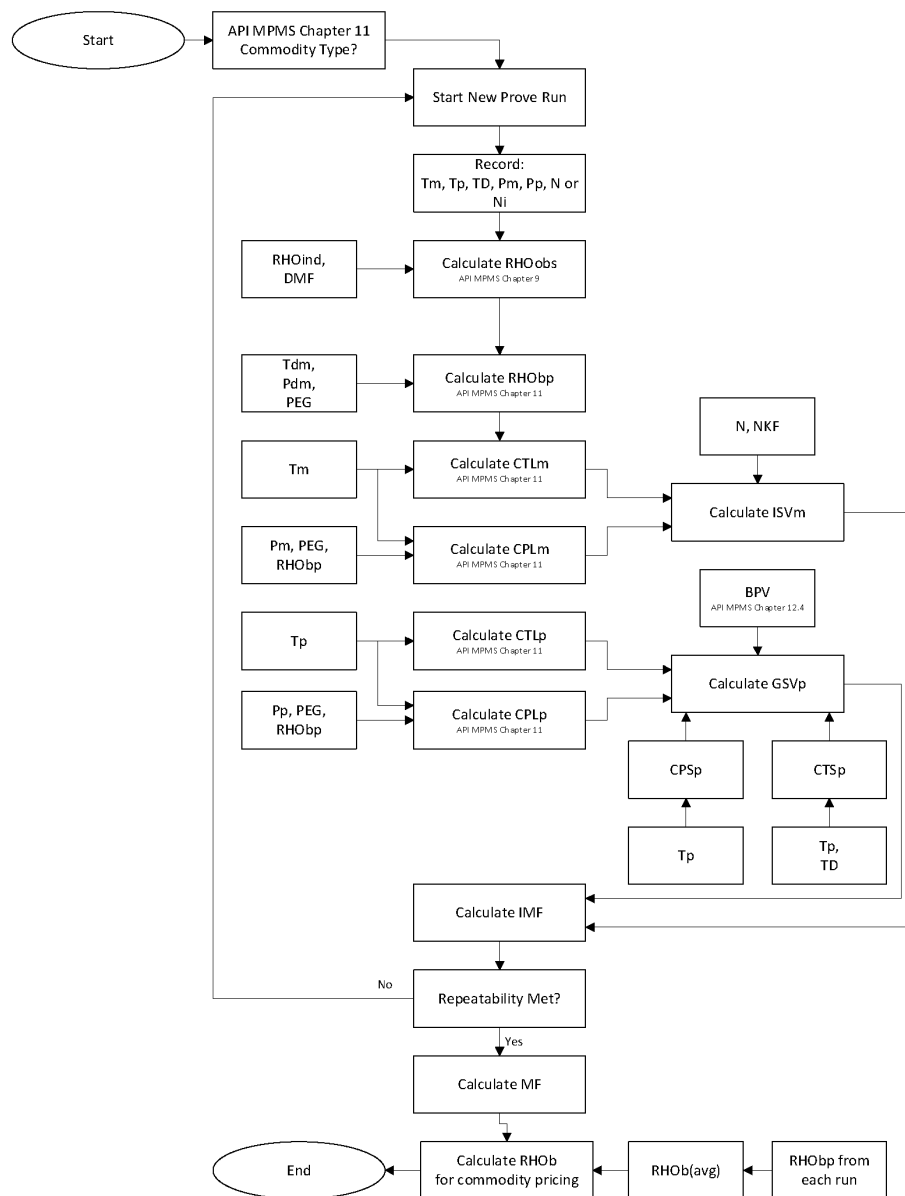 Start
API MPMS Chapter 11
Commodity Type?
Start New Prove Run
Record:
Tm, Tp, TD, Pm, Pp, N or
Ni
RHOind,
DMF
Calculate RHOobs
API MPMS Chapter 9
Tdm,
Pdm,
PEG
Calculate RHObp
API MPMS Chapter 11
N, NKF
Tm
Calculate CTLm
API MPMS Chapter 11
Calculate ISVm
Pm, PEG,
RHObp
Calculate CPLm
API MPMS Chapter 11
BPV
API MPMS Chapter 12.4
Tp
Calculate CTLp
API MPMS Chapter 11
Calculate GSVp
Pp, PEG,
RHObp
Calculate CPLp
API MPMS Chapter 11
CPSp
CTSp
Tp
Tp,
TD
Calculate IMF
No
Repeatability Met?
Yes
Calculate MF
End
Calculate RHOb
for commodity pricing
RHOb(avg)
RHObp from
each run